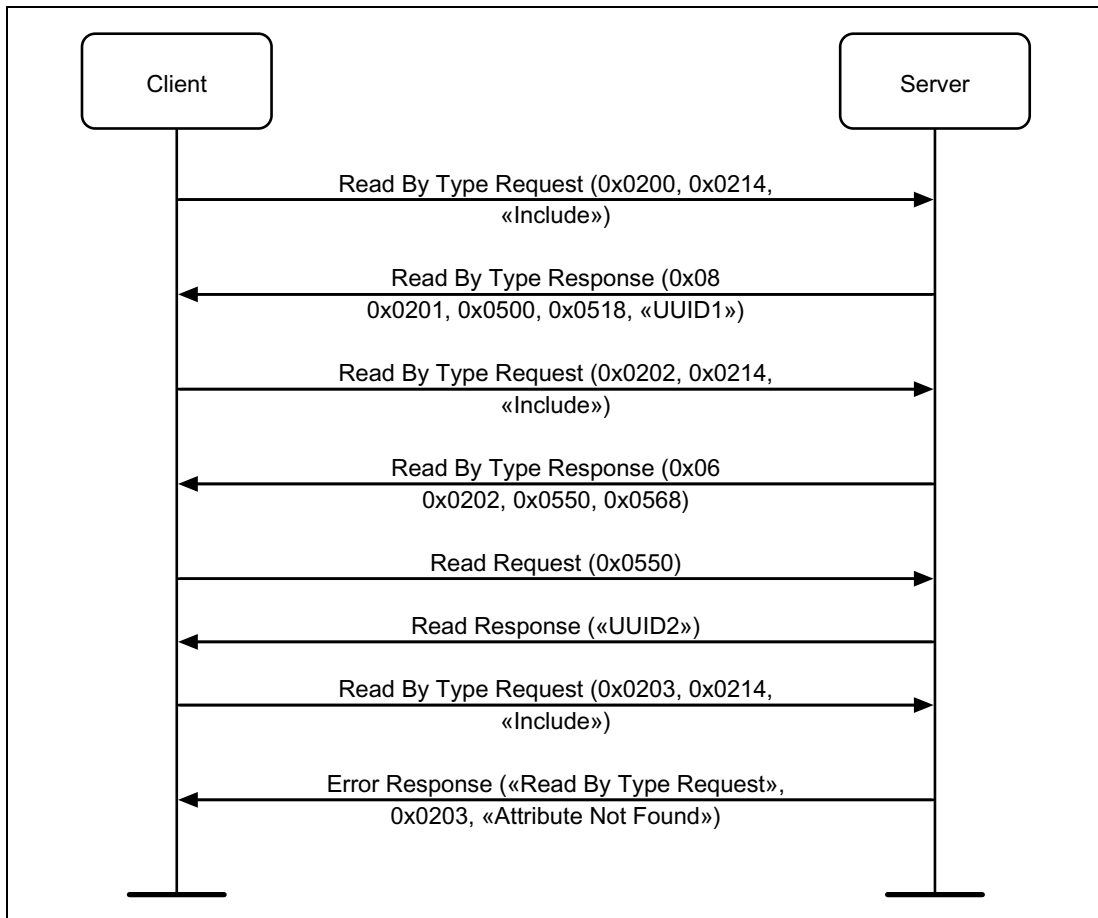 Client
Server
Read By Type Request (0x0200, 0x0214,
«Include»)
Read By Type Response (0x08
0x0201, 0x0500, 0x0518, «UUID1»)
Read By Type Request (0x0202, 0x0214,
«Include»)
Read By Type Response (0x06
0x0202, 0x0550, 0x0568)
Read Request (0x0550)
Read Response («UUID2»)
Read By Type Request (0x0203, 0x0214,
«Include»)
Error Response («Read By Type Request»,
0x0203, «Attribute Not Found»)